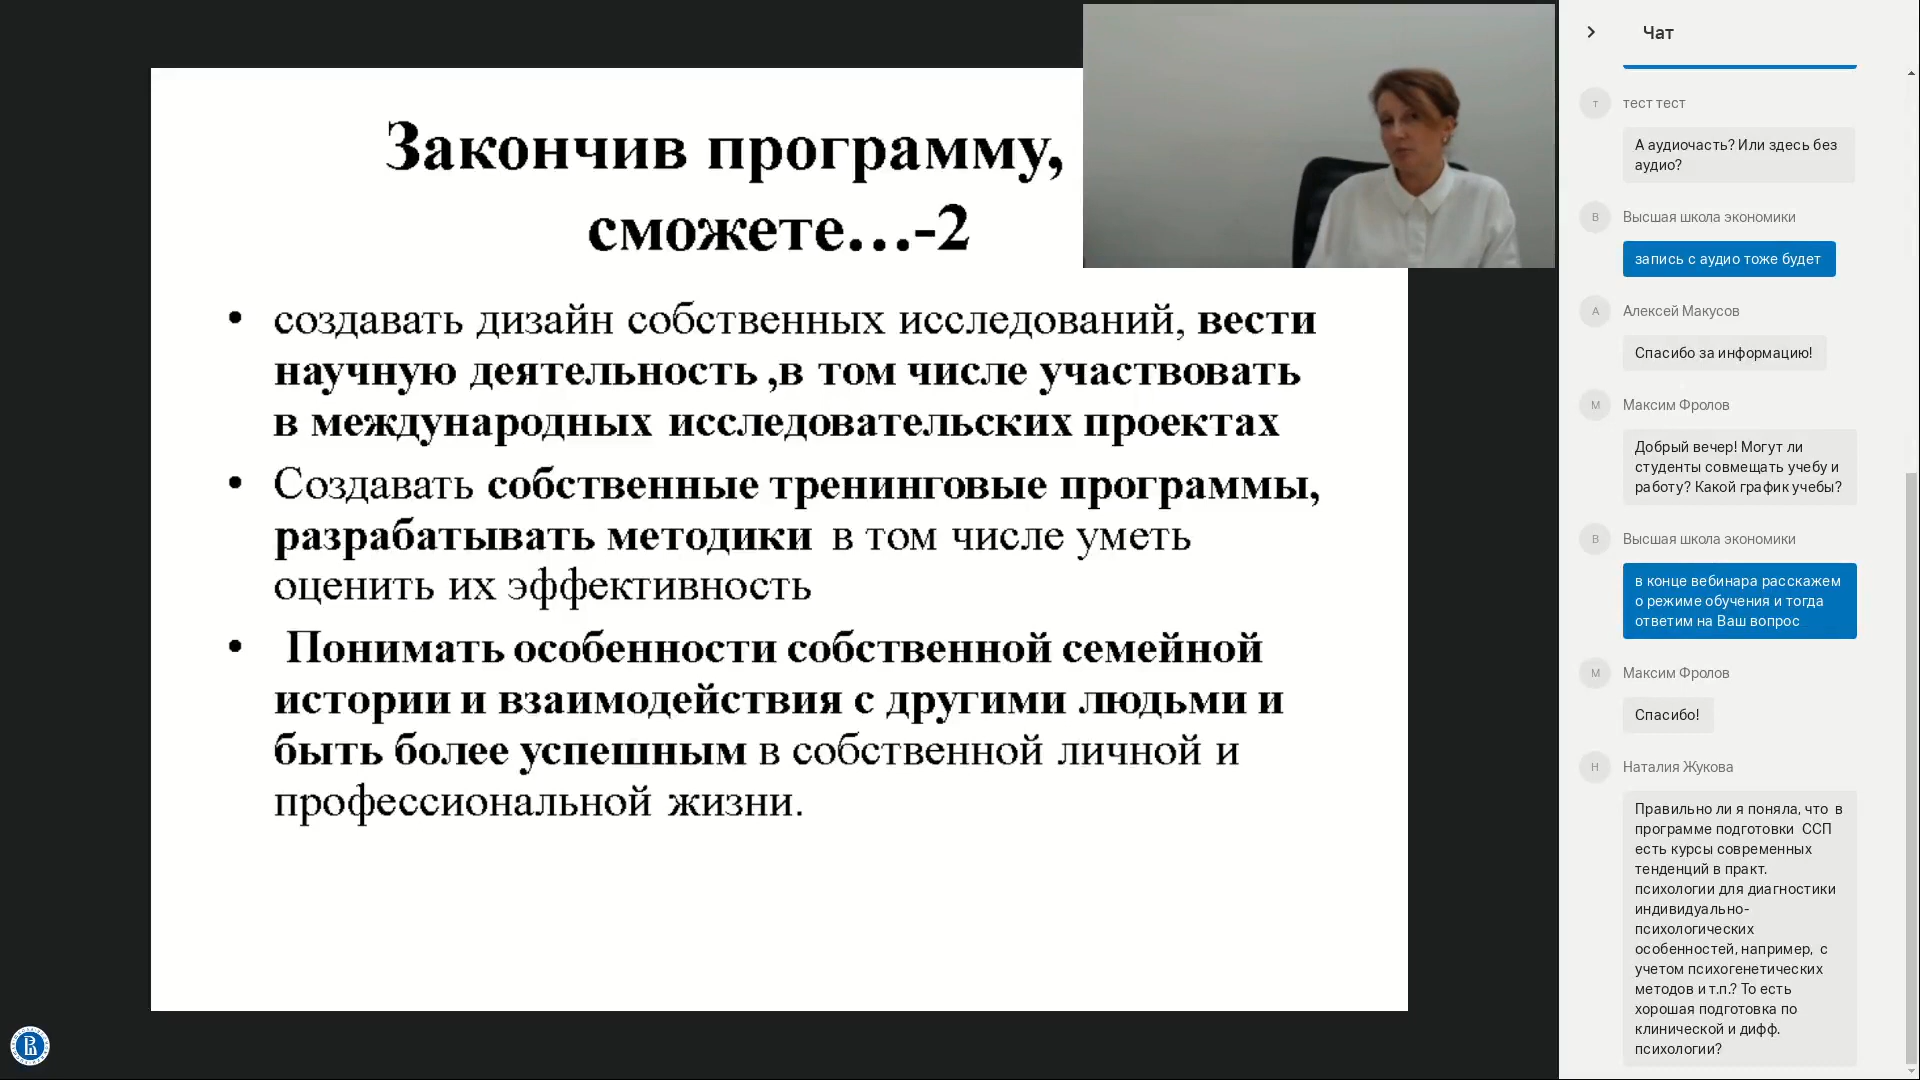 Закончив программу,
сможете…-2
• создавать дизайн собственных исследований, вести
научную деятельность ,в том числе участвовать
в международных исследовательских проектах
• Создавать собственные тренинговые программы,
разрабатывать методики в том числе уметь
оценить их эффективность
• Понимать особенности собственной семейной
истории и взаимодействия с другими людьми и
быть более успешным в собственной личной и
профессиональной жизни.
Чат
т
тест тест
А аудиочасть? Или здесь без
аудио?
В
Высшая школа экономики
запись с аудио тоже будет
А
Алексей Макусов
Спасибо за информацию!
М
Максим Фролов
Добрый вечер! Могут ли
студенты совмещать учебу и
работу? Какой график учебы?
В
Высшая школа экономики
в конце вебинара расскажем
о режиме обучения и тогда
ответим на Ваш вопрос
М
Максим Фролов
Спасибо!
Н
Наталия Жукова
Правильно ли я поняла, что в
программе подготовки ССП
есть курсы современных
тенденций в практ.
психологии для диагностики
индивидуально-
психологических
особенностей, например, с
учетом психогенетических
методов и т.п.? То есть
хорошая подготовка по
клинической и дифф.
психологии?